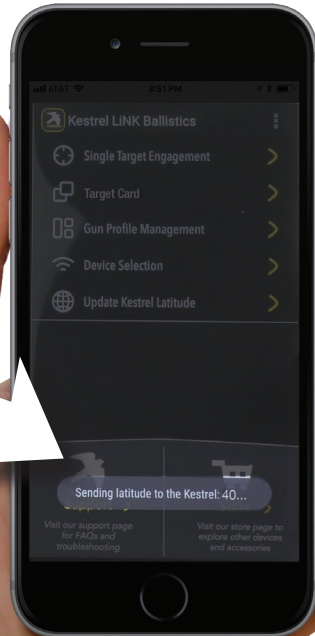 AT&T 3:51 PM
Kestrel LiNK Ballistics
Single Target Engagement
Target Card
Gun Profile Management
Device Selection
Update Kestrel Latitude
Sending latitude to the Kestrel: 40...
Visit our support page
for FAQs and
troubleshooting
Visit our store page to
explore other devices
and accessories